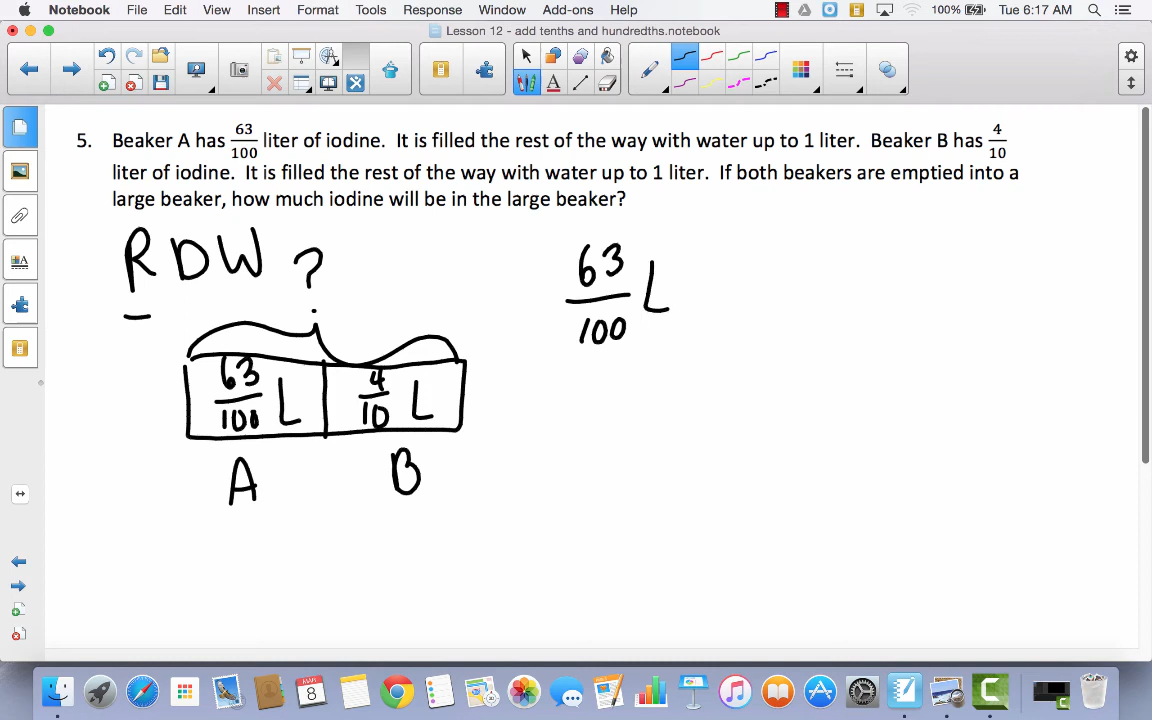 Notebook File Edit View Insert Format Tools Response Window Add-ons Help 100% Tue 6:17 AM
Lesson 12 - add tenths and hundredths.notebook
5. Beaker A has 63/100 liter of iodine. It is filled the rest of the way with water up to 1 liter. Beaker B has 4/10
liter of iodine. It is filled the rest of the way with water up to 1 liter. If both beakers are emptied into a
large beaker, how much iodine will be in the large beaker?
RDW ?
63/100 L
63/100 L 4/10 L
A B